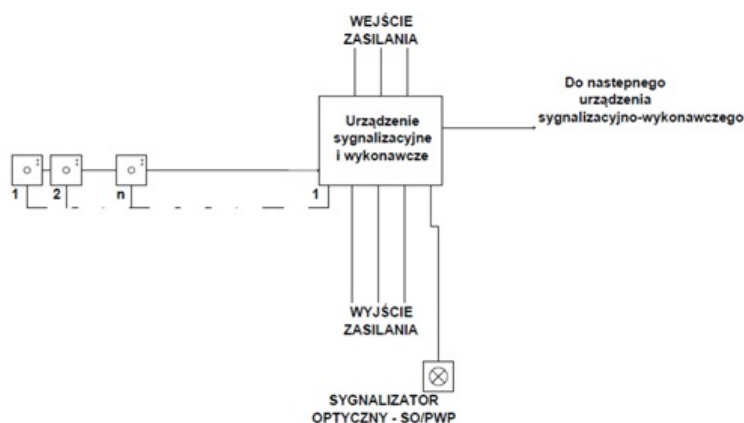 WEJŚCIE
ZASILANIA
Do nastepnego
urządzenia
sygnalizacyjno-wykonawczego
Urządzenie
sygnalizacyjne
i wykonawcze
1 2 n 1
WYJŚCIE
ZASILANIA
SYGNALIZATOR
OPTYCZNY - SO/PWP